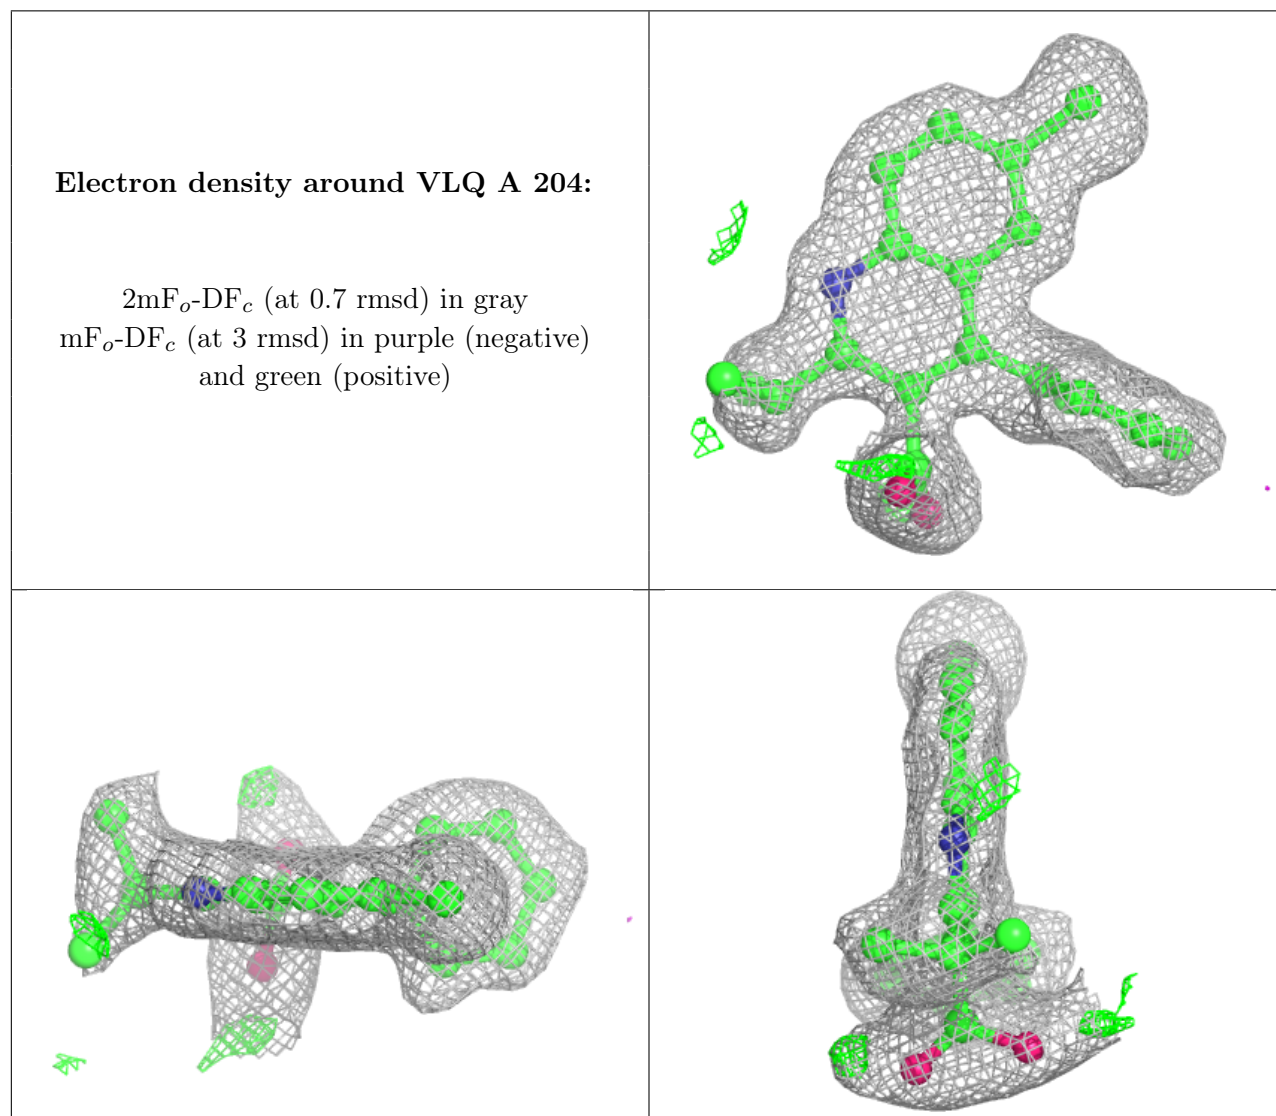 Electron density around VLQ A 204:
2mFo-DFc (at 0.7 rmsd) in gray
mFo-DFc (at 3 rmsd) in purple (negative)
and green (positive)